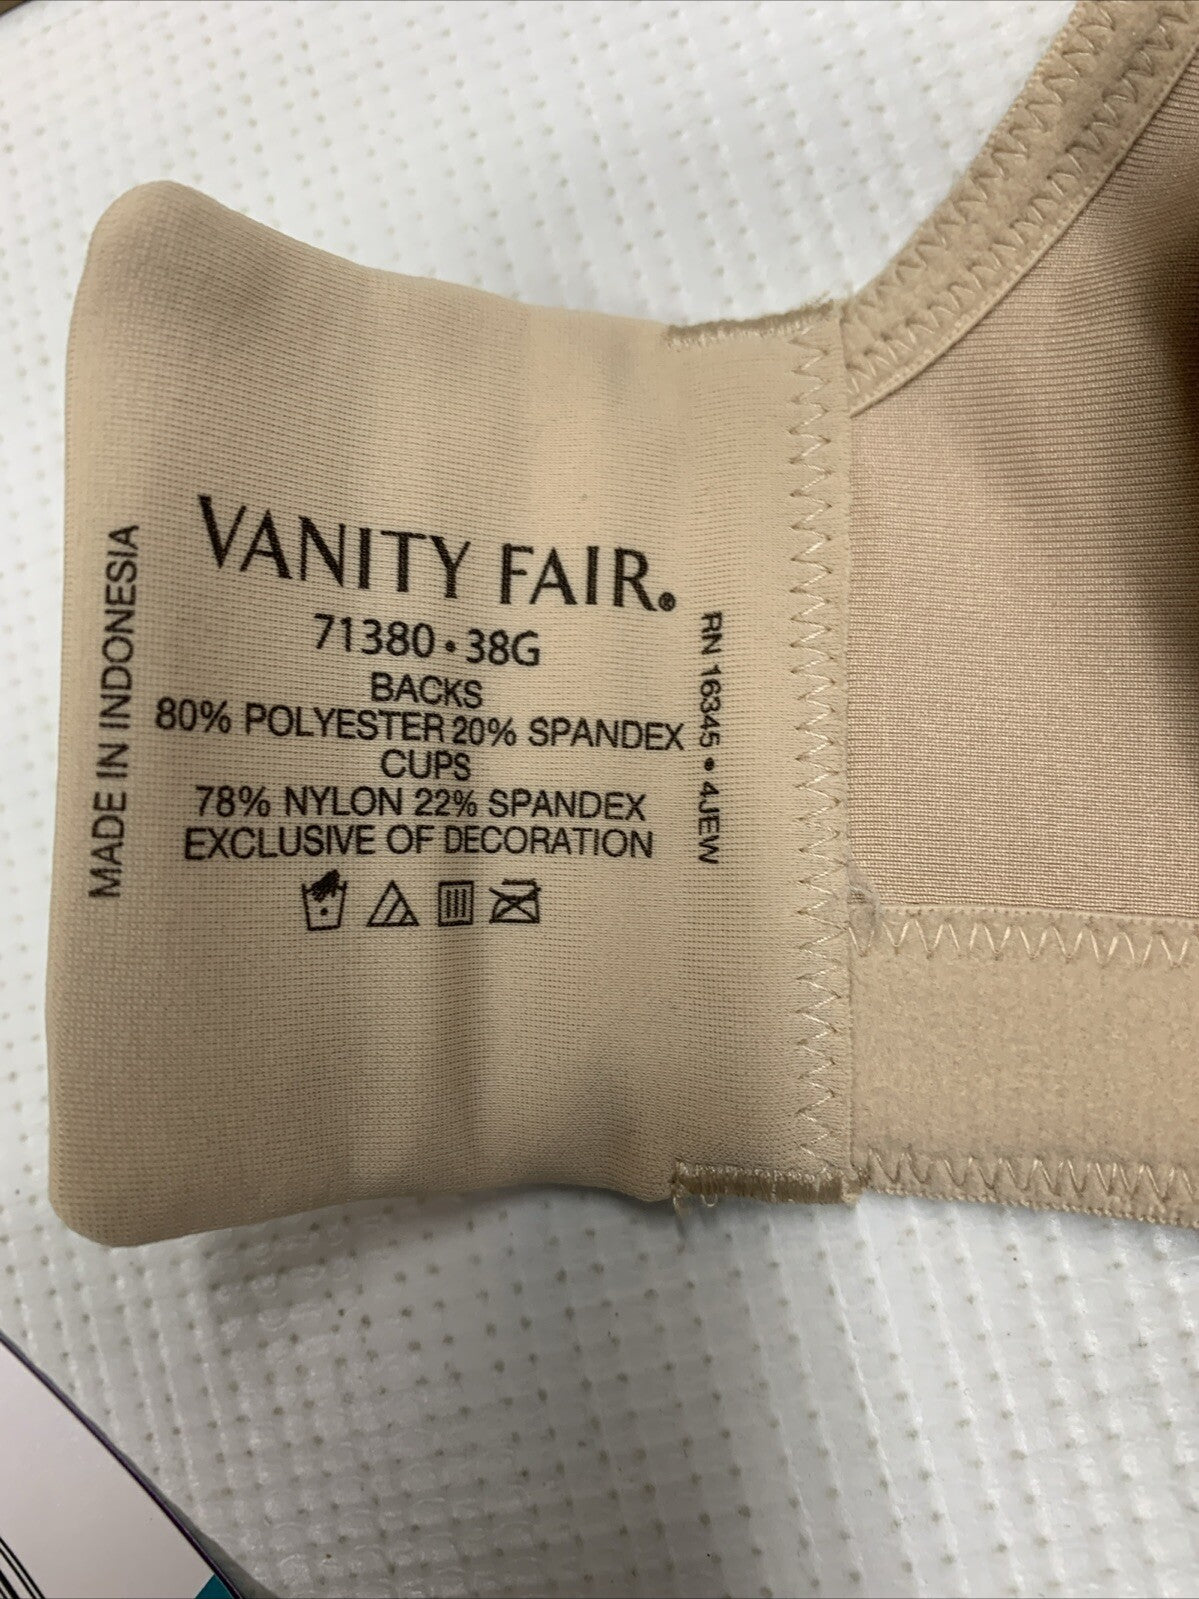 VANITY FAIR®
71380 • 38G
BACKS
80% POLYESTER 20% SPANDEX
CUPS
78% NYLON 22% SPANDEX
EXCLUSIVE OF DECORATION
MADE IN INDONESIA
RN 16345 • 4JEW